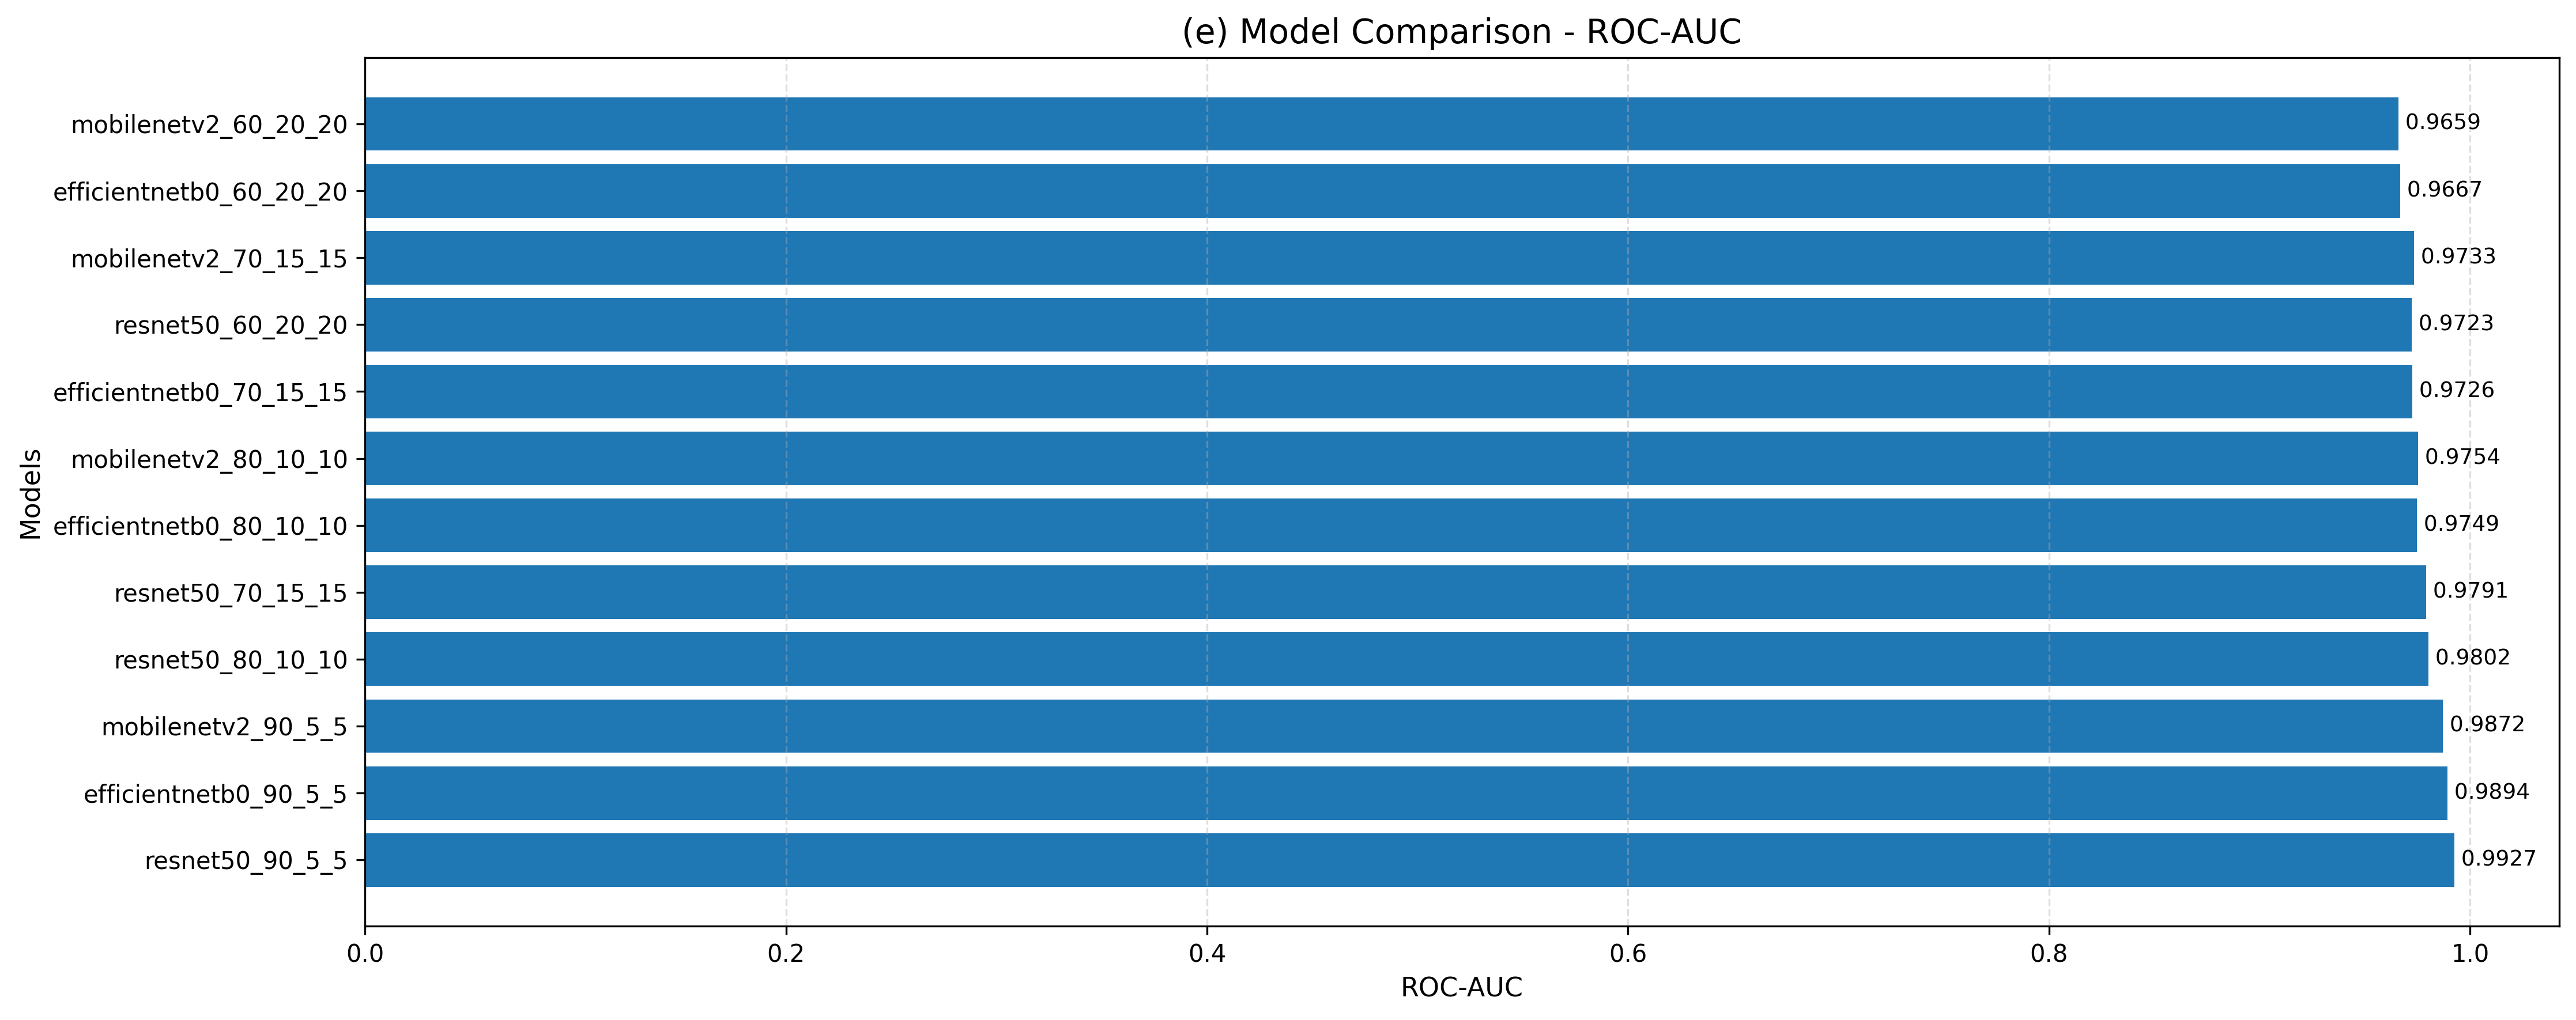 (e) Model Comparison - ROC-AUC
Models
mobilenetv2_60_20_20 0.9659
efficientnetb0_60_20_20 0.9667
mobilenetv2_70_15_15 0.9733
resnet50_60_20_20 0.9723
efficientnetb0_70_15_15 0.9726
mobilenetv2_80_10_10 0.9754
efficientnetb0_80_10_10 0.9749
resnet50_70_15_15 0.9791
resnet50_80_10_10 0.9802
mobilenetv2_90_5_5 0.9872
efficientnetb0_90_5_5 0.9894
resnet50_90_5_5 0.9927
0.0 0.2 0.4 0.6 0.8 1.0
ROC-AUC